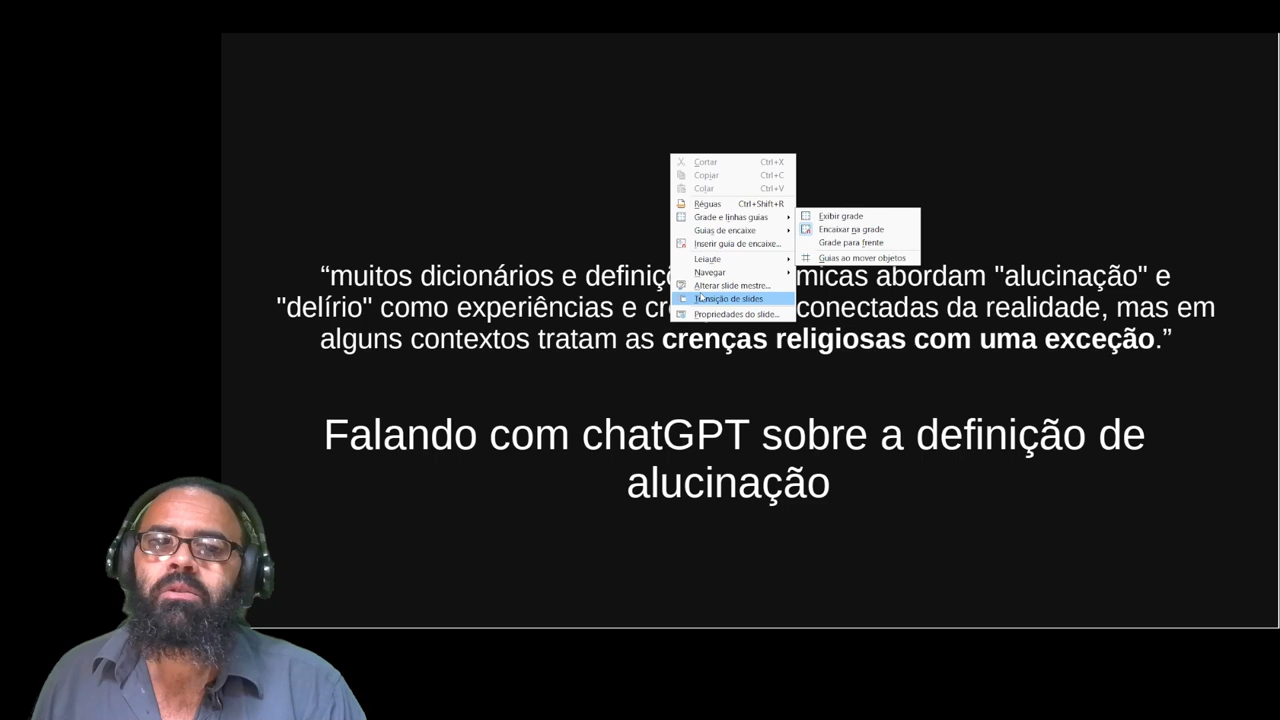 Cortar Ctrl+X
Copiar Ctrl+C
Colar Ctrl+V
Réguas Ctrl+Shift+R
Grade e linhas guias
Guias de encaixe
Inserir guia de encaixe...
Leiaute
Navegar
Alterar slide mestre...
Transição de slides
Propriedades do slide...
Exibir grade
Encaixar na grade
Grade para frente
Guias ao mover objetos
“muitos dicionários e definiç micas abordam "alucinação" e
"delírio" como experiências e cr conectadas da realidade, mas em
alguns contextos tratam as crenças religiosas com uma exceção.”
Falando com chatGPT sobre a definição de
alucinação